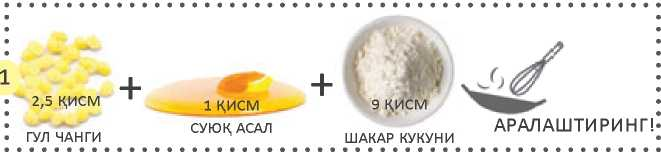 1
2,5 ҚИСМ
ГУЛ ЧАНГИ
+
1 ҚИСМ
СУЮҚ АСАЛ
+
9 ҚИСМ
ШАКАР КУКУНИ
АРАЛАШТИРИНГ!